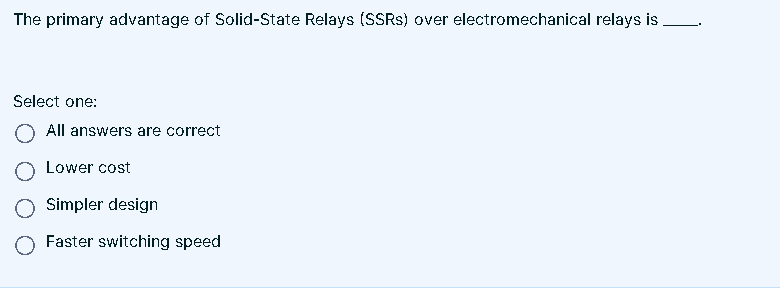 The primary advantage of Solid-State Relays (SSRs) over electromechanical relays is ____.
Select one:
All answers are correct
Lower cost
Simpler design
Faster switching speed